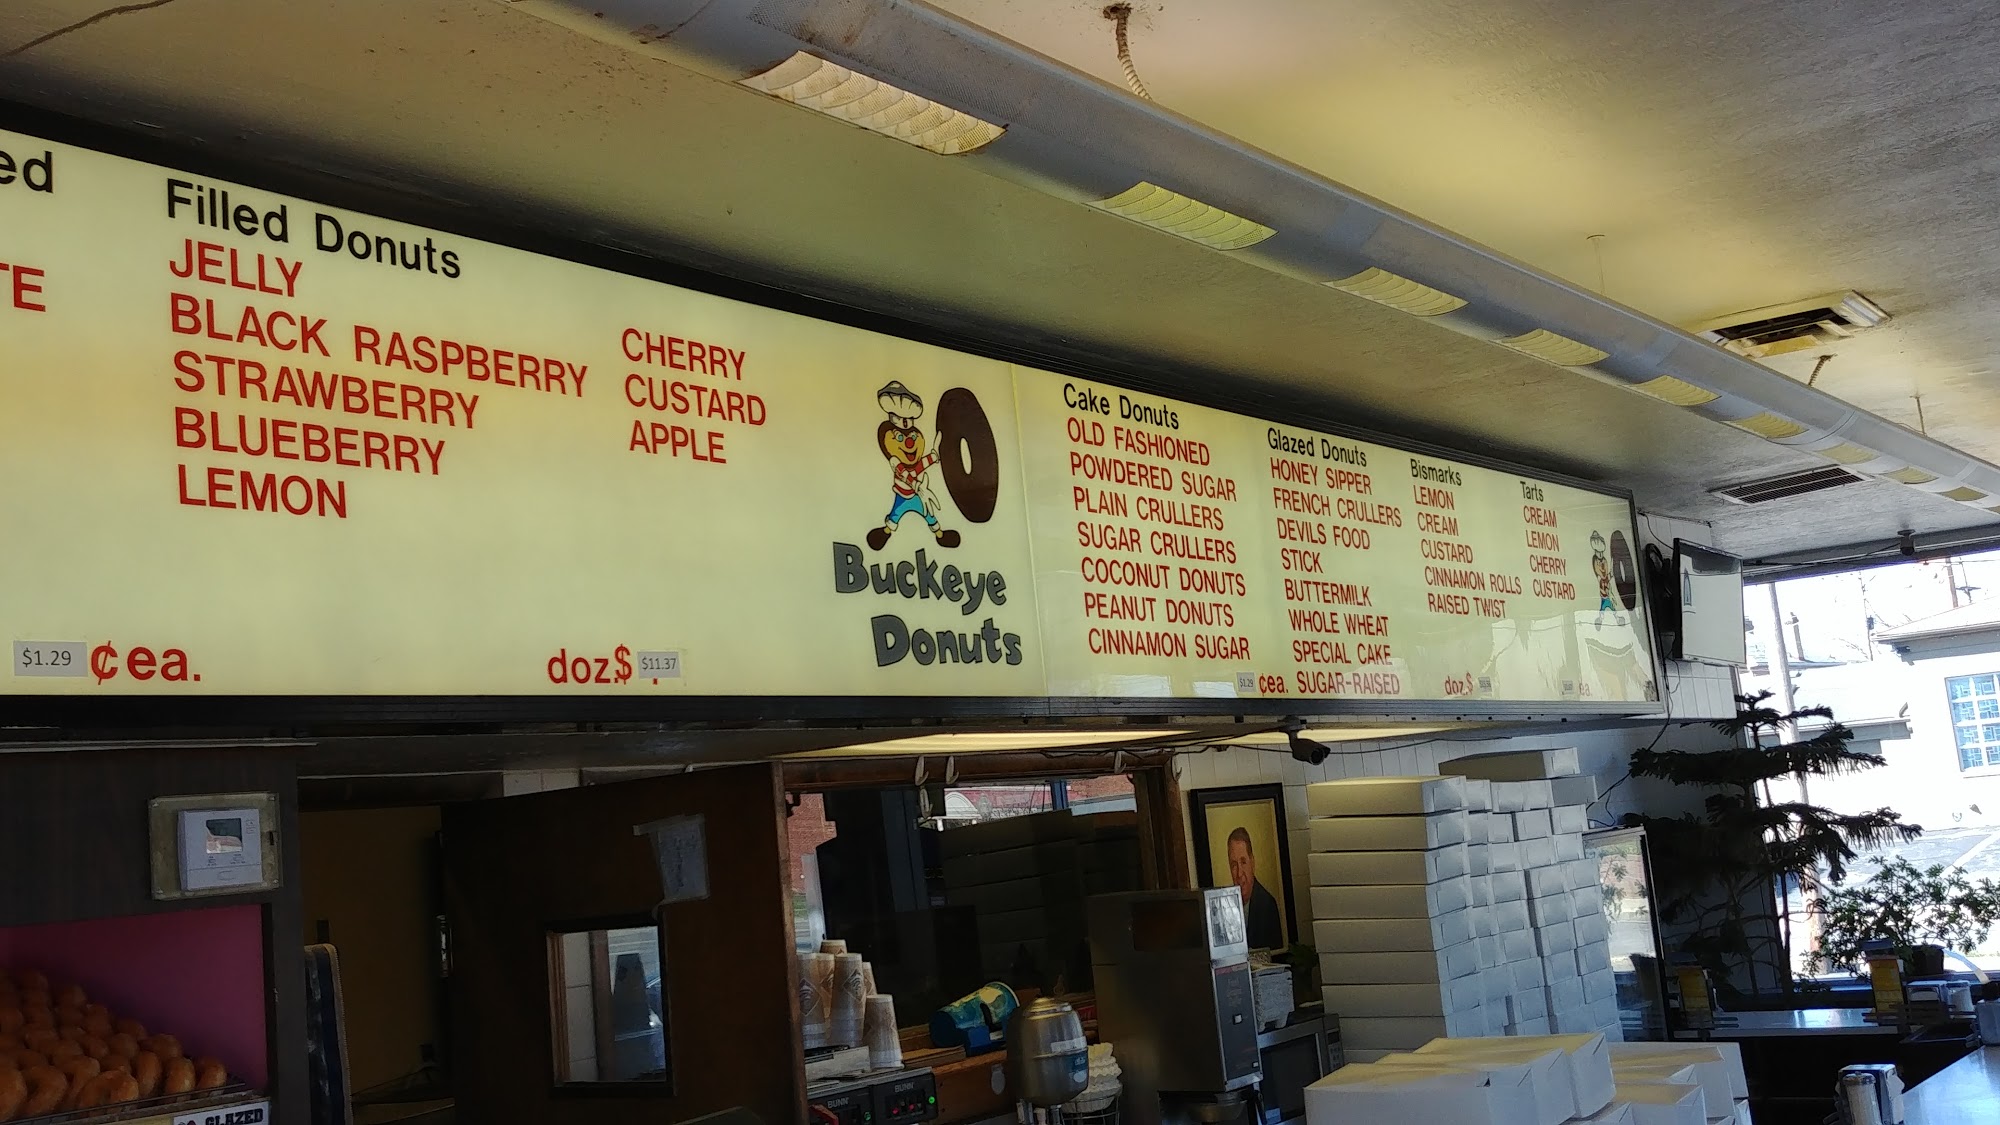 ed
TE
Filled Donuts
JELLY
BLACK RASPBERRY
STRAWBERRY
BLUEBERRY
LEMON
CHERRY
CUSTARD
APPLE
$1.29 ¢ea.
doz.$ $11.37
Buckeye
Donuts
Cake Donuts
OLD FASHIONED
POWDERED SUGAR
PLAIN CRULLERS
SUGAR CRULLERS
COCONUT DONUTS
PEANUT DONUTS
CINNAMON SUGAR
$1.29 ¢ea.
Glazed Donuts
HONEY SIPPER
FRENCH CRULLERS
DEVILS FOOD
STICK
BUTTERMILK
WHOLE WHEAT
SPECIAL CAKE
SUGAR-RAISED
Bismarks
LEMON
CREAM
CUSTARD
CINNAMON ROLLS
RAISED TWIST
doz.$
Tarts
CREAM
LEMON
CHERRY
CUSTARD
ea.
BUNN
BUNN
GLAZED